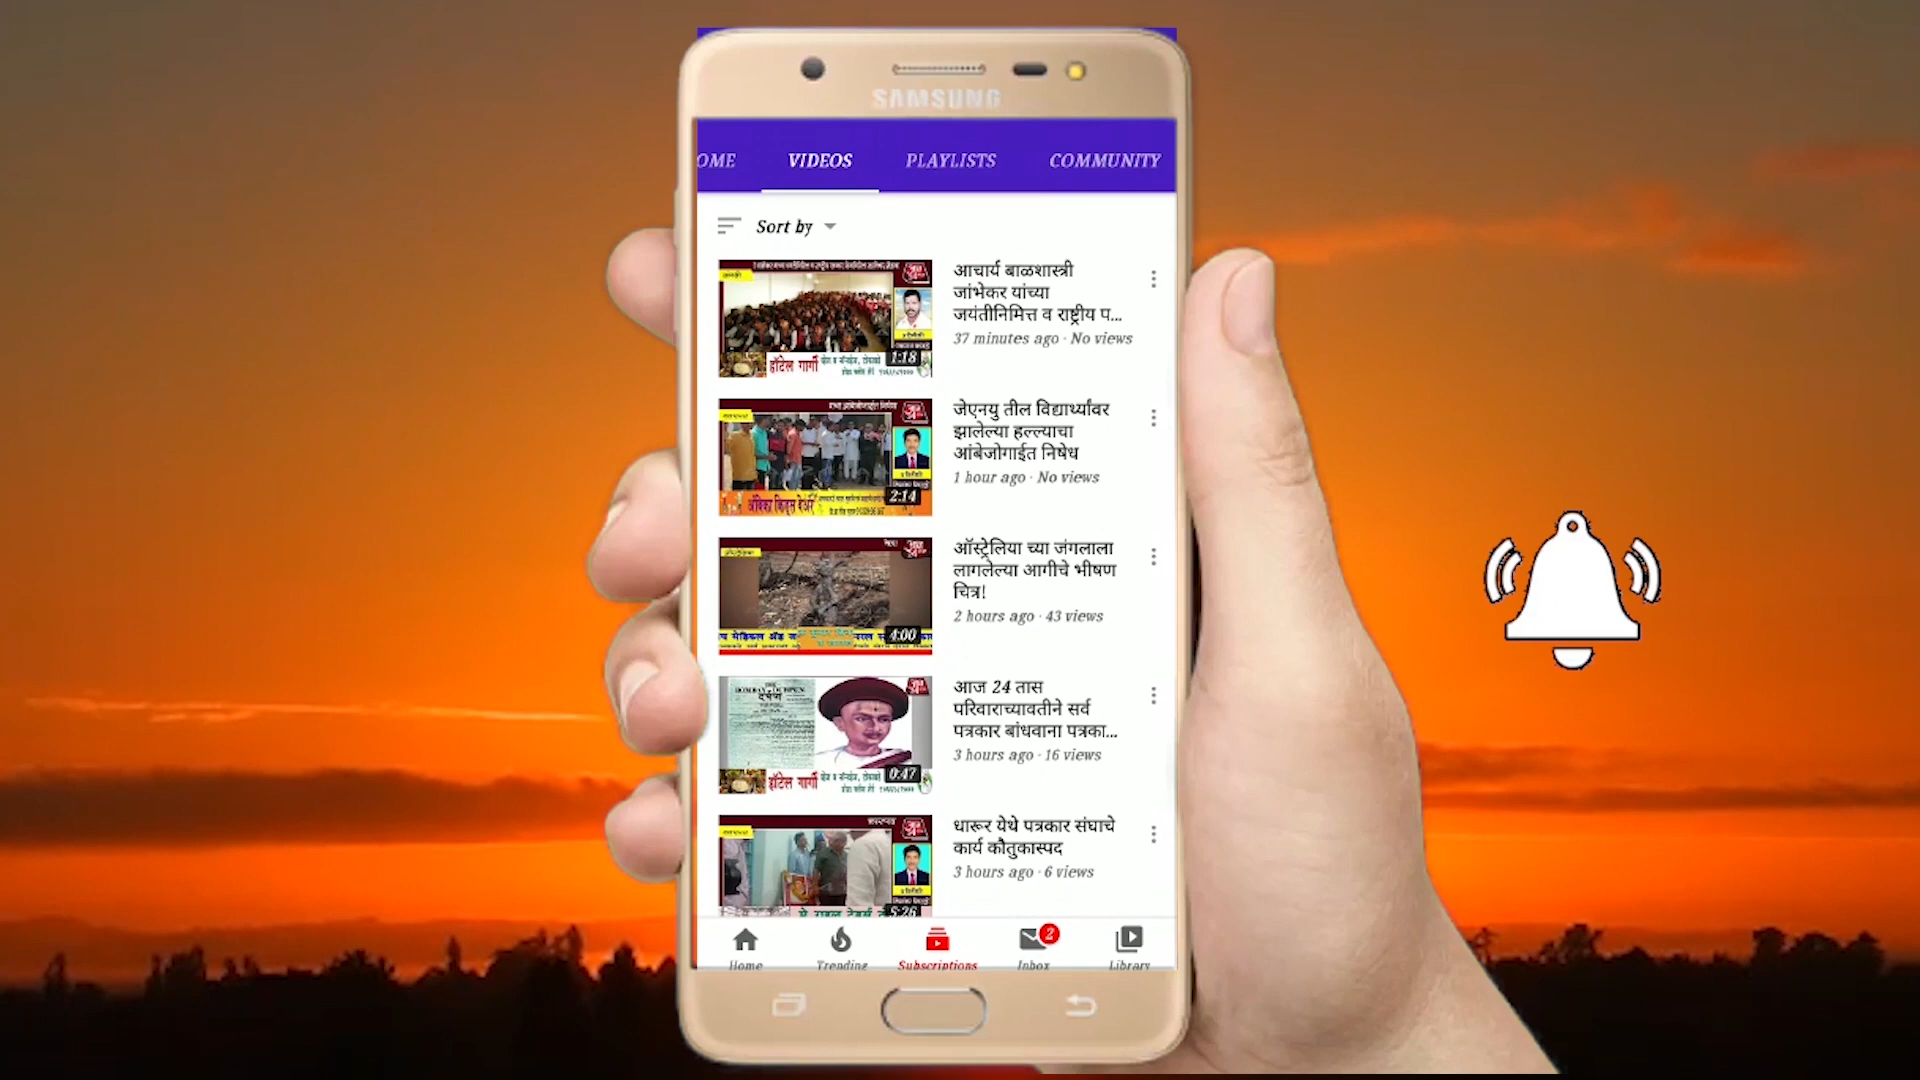 SAMSUNG
OME VIDEOS PLAYLISTS COMMUNITY
Sort by
आचार्य बाळशास्त्री
जांभेकर यांच्या
जयंतीनिमित्त व राष्ट्रीय प...
37 minutes ago · No views
हॉटेल गार्गी
1:18
जेएनयु तील विद्यार्थ्यांवर
झालेल्या हल्ल्याचा
आंबेजोगाईत निषेध
1 hour ago · No views
अंबिका किड्स वेअर
2:14
ऑस्ट्रेलिया च्या जंगलाला
लागलेल्या आगीचे भीषण
चित्र!
2 hours ago · 43 views
4:00
आज 24 तास
परिवाराच्यावतीने सर्व
पत्रकार बांधवाना पत्रका...
3 hours ago · 16 views
हॉटेल गार्गी
0:47
धारूर येथे पत्रकार संघाचे
कार्य कौतुकास्पद
3 hours ago · 6 views
5:26
2
Home Trending Subscriptions Inbox Library